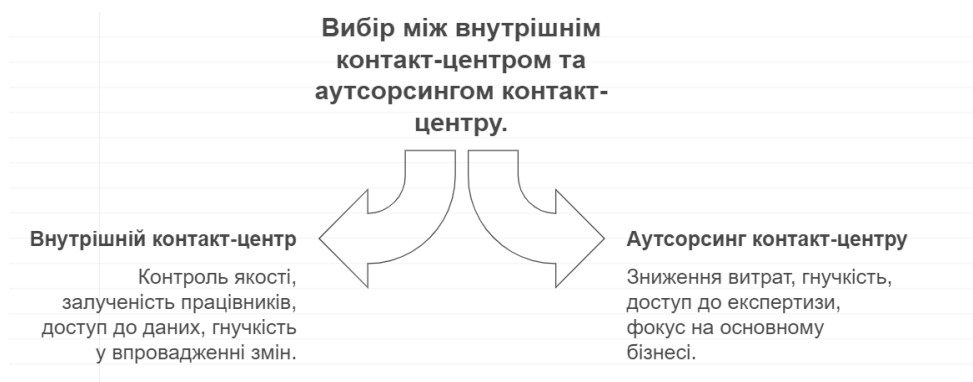 Вибір між внутрішнім
контакт-центром та
аутсорсингом контакт-
центру.
Внутрішній контакт-центр
Контроль якості,
залученість працівників,
доступ до даних, гнучкість
у впровадженні змін.
Аутсорсинг контакт-центру
Зниження витрат, гнучкість,
доступ до експертизи,
фокус на основному
бізнесі.